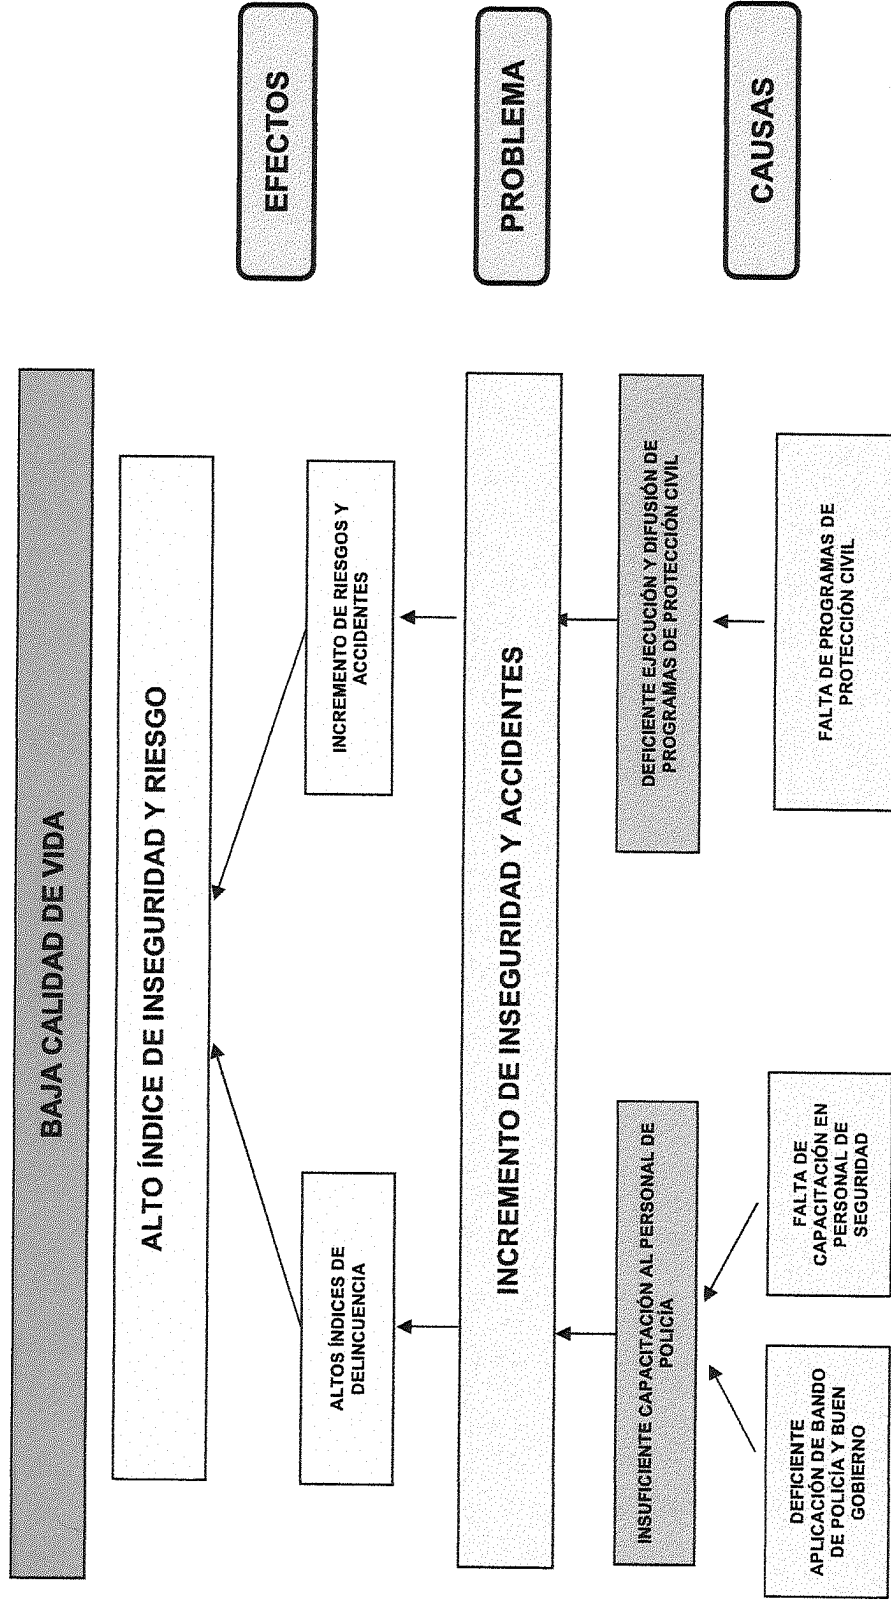 BAJA CALIDAD DE VIDA
ALTO ÍNDICE DE INSEGURIDAD Y RIESGO
EFECTOS
ALTOS ÍNDICES DE
DELINCUENCIA
INCREMENTO DE RIESGOS Y
ACCIDENTES
INCREMENTO DE INSEGURIDAD Y ACCIDENTES
PROBLEMA
INSUFICIENTE CAPACITACIÓN AL PERSONAL DE
POLICÍA
DEFICIENTE EJECUCIÓN Y DIFUSIÓN DE
PROGRAMAS DE PROTECCIÓN CIVIL
CAUSAS
DEFICIENTE
APLICACIÓN DE BANDO
DE POLICÍA Y BUEN
GOBIERNO
FALTA DE
CAPACITACIÓN EN
PERSONAL DE
SEGURIDAD
FALTA DE PROGRAMAS DE
PROTECCIÓN CIVIL